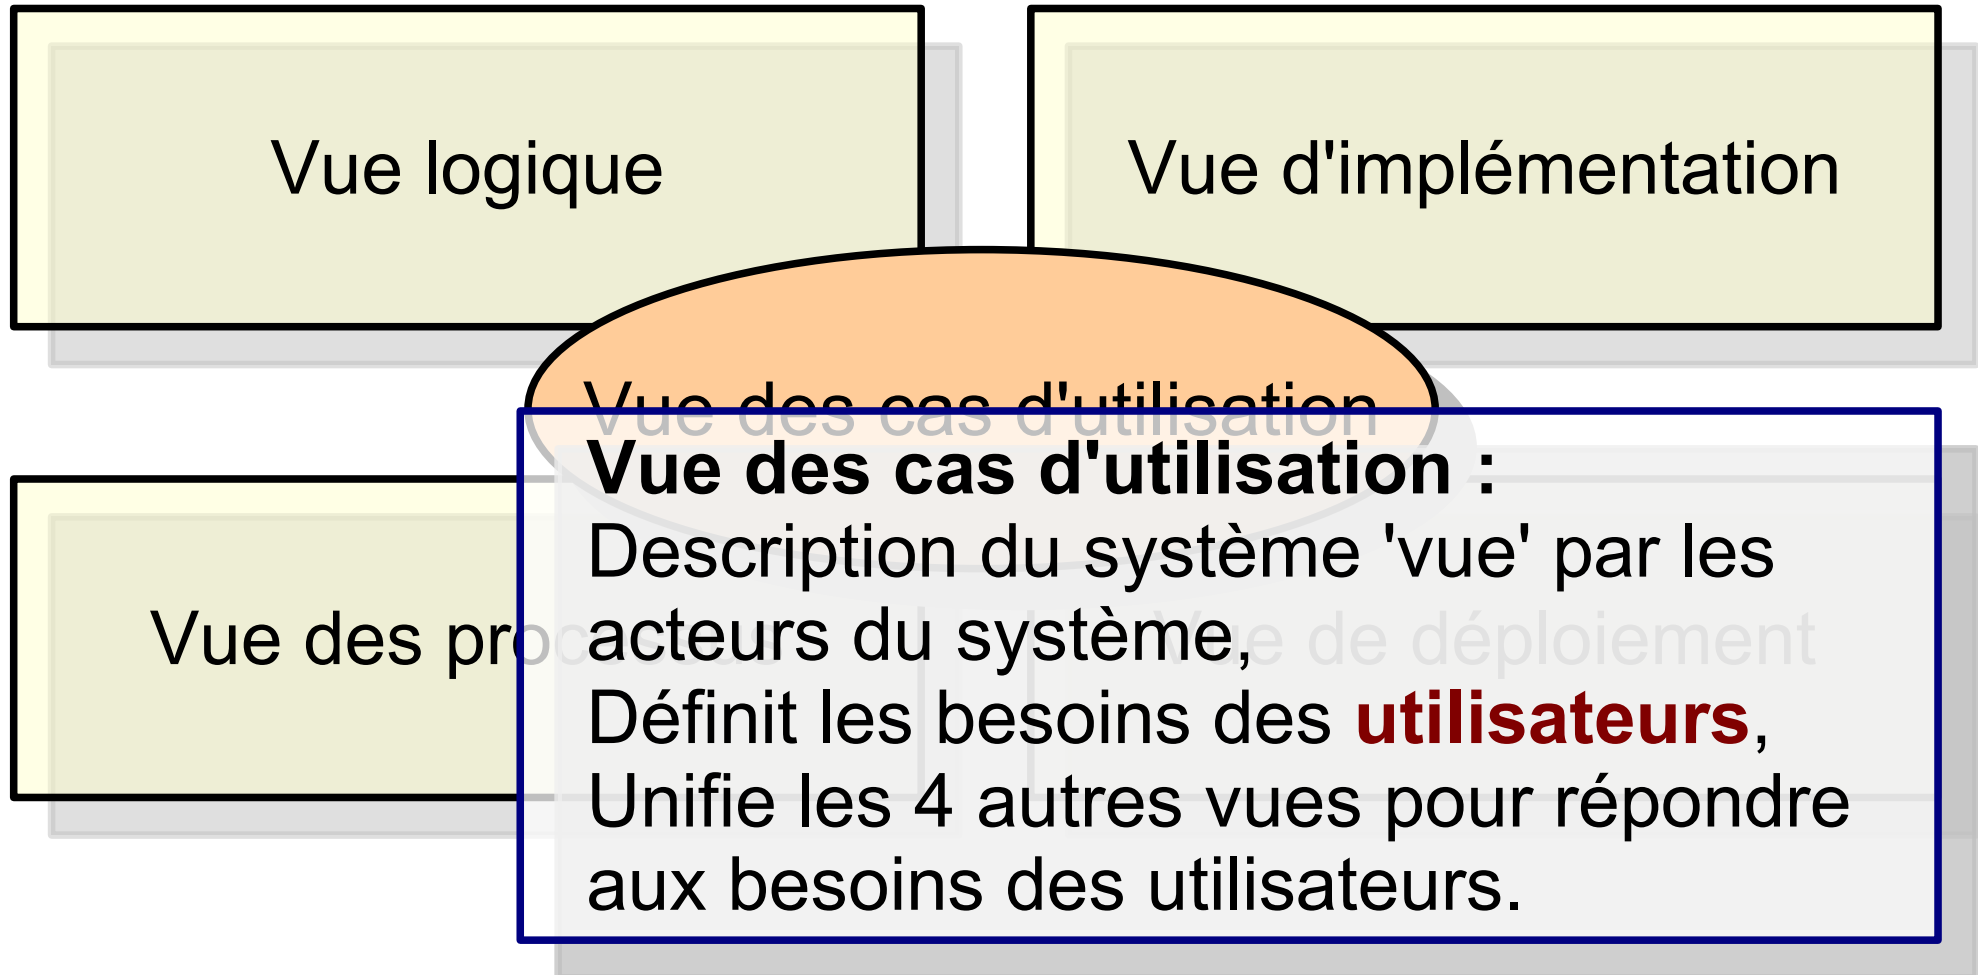 Vue logique
Vue d'implémentation
Vue des cas d'utilisation
Vue des processus
Vue de déploiement
Vue des cas d'utilisation :
Description du système 'vue' par les
acteurs du système,
Définit les besoins des utilisateurs,
Unifie les 4 autres vues pour répondre
aux besoins des utilisateurs.